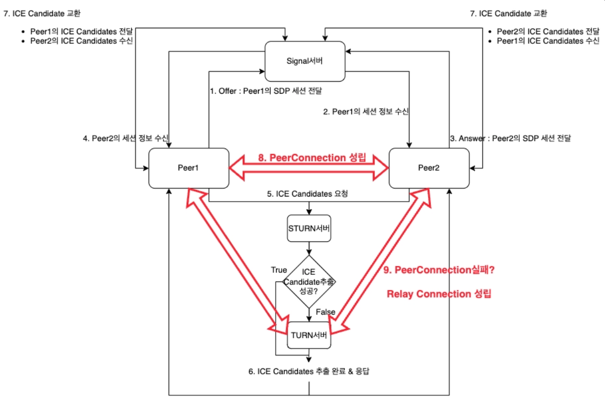 7. ICE Candidate 교환
• Peer1의 ICE Candidates 전달
• Peer2의 ICE Candidates 수신
7. ICE Candidate 교환
• Peer2의 ICE Candidates 전달
• Peer1의 ICE Candidates 수신
Signal서버
1. Offer : Peer1의 SDP 세션 전달
2. Peer1의 세션 정보 수신
4. Peer2의 세션 정보 수신
3. Answer : Peer2의 SDP 세션 전달
Peer1
8. PeerConnection 성립
Peer2
5. ICE Candidates 요청
STURN서버
True
ICE
Candidate추출
성공?
False
9. PeerConnection실패?
Relay Connection 성립
TURN서버
6. ICE Candidates 추출 완료 & 응답